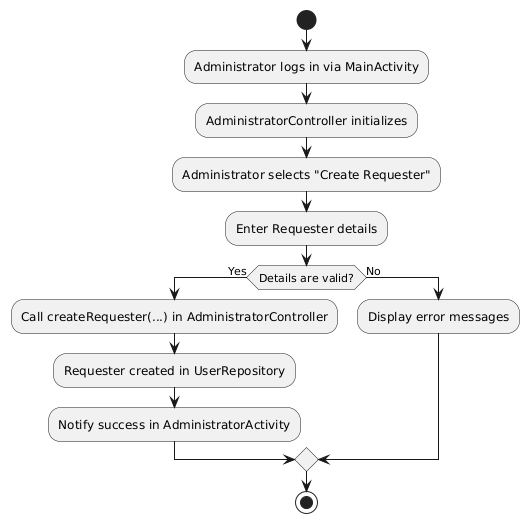 Administrator logs in via MainActivity
AdministratorController initializes
Administrator selects "Create Requester"
Enter Requester details
Details are valid?
Yes
No
Call createRequester(...) in AdministratorController
Display error messages
Requester created in UserRepository
Notify success in AdministratorActivity